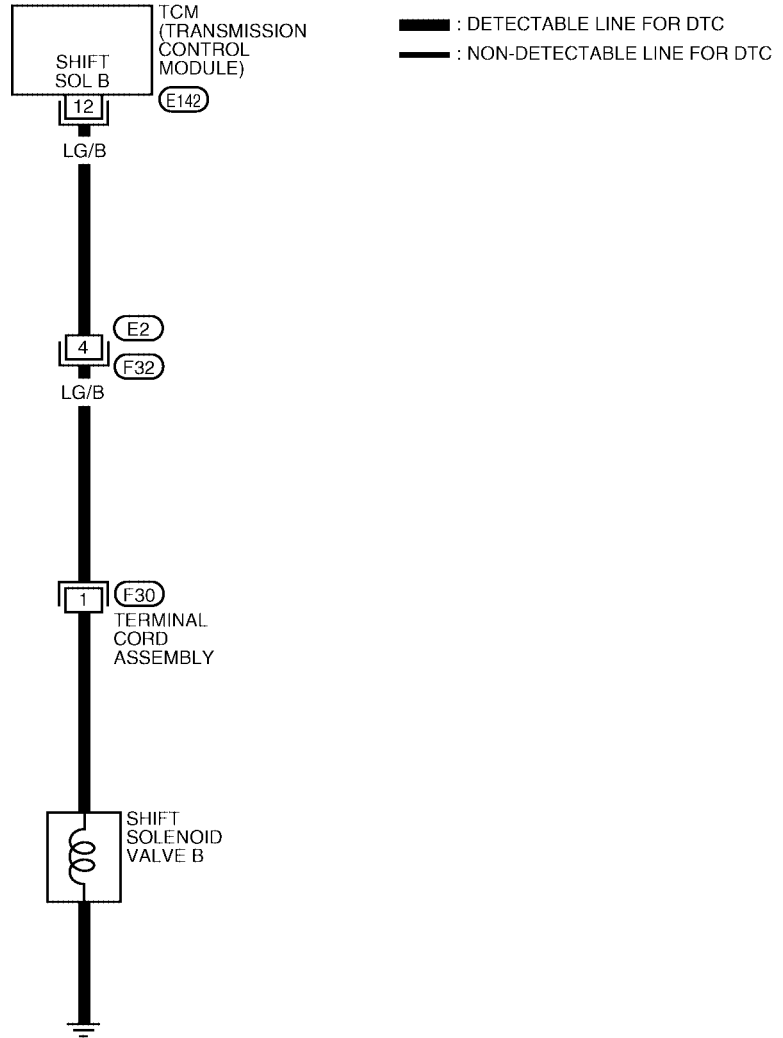 TCM
(TRANSMISSION
CONTROL
MODULE)
SHIFT
SOL B
12
E142
LG/B
: DETECTABLE LINE FOR DTC
: NON-DETECTABLE LINE FOR DTC
E2
4
F32
LG/B
1
F30
TERMINAL
CORD
ASSEMBLY
SHIFT
SOLENOID
VALVE B